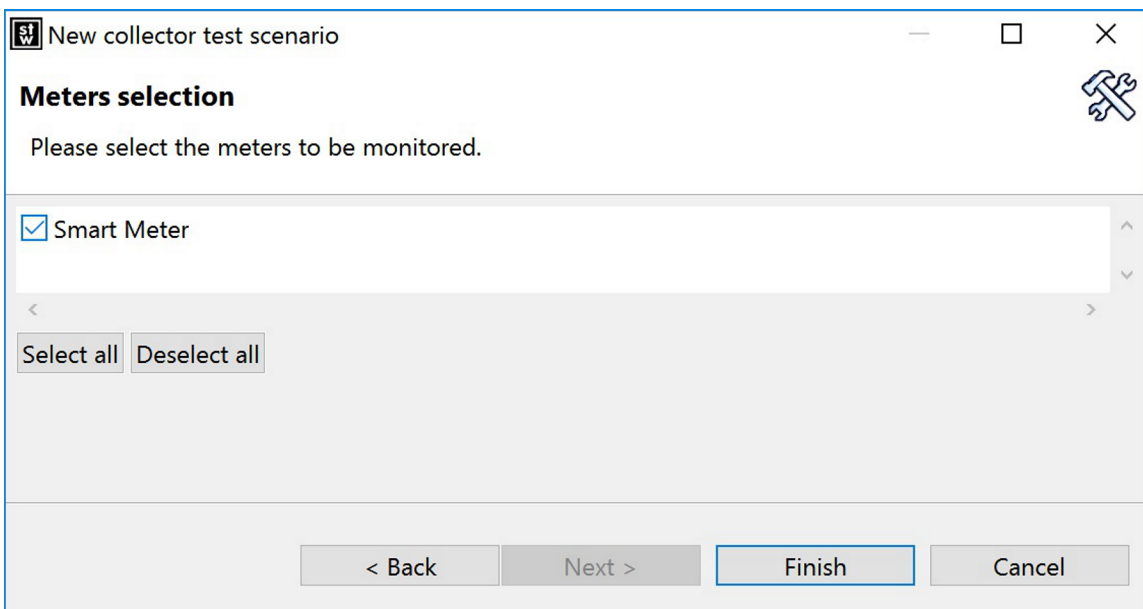 stw New collector test scenario
Meters selection
Please select the meters to be monitored.
Smart Meter
Select all Deselect all
< Back Next > Finish Cancel